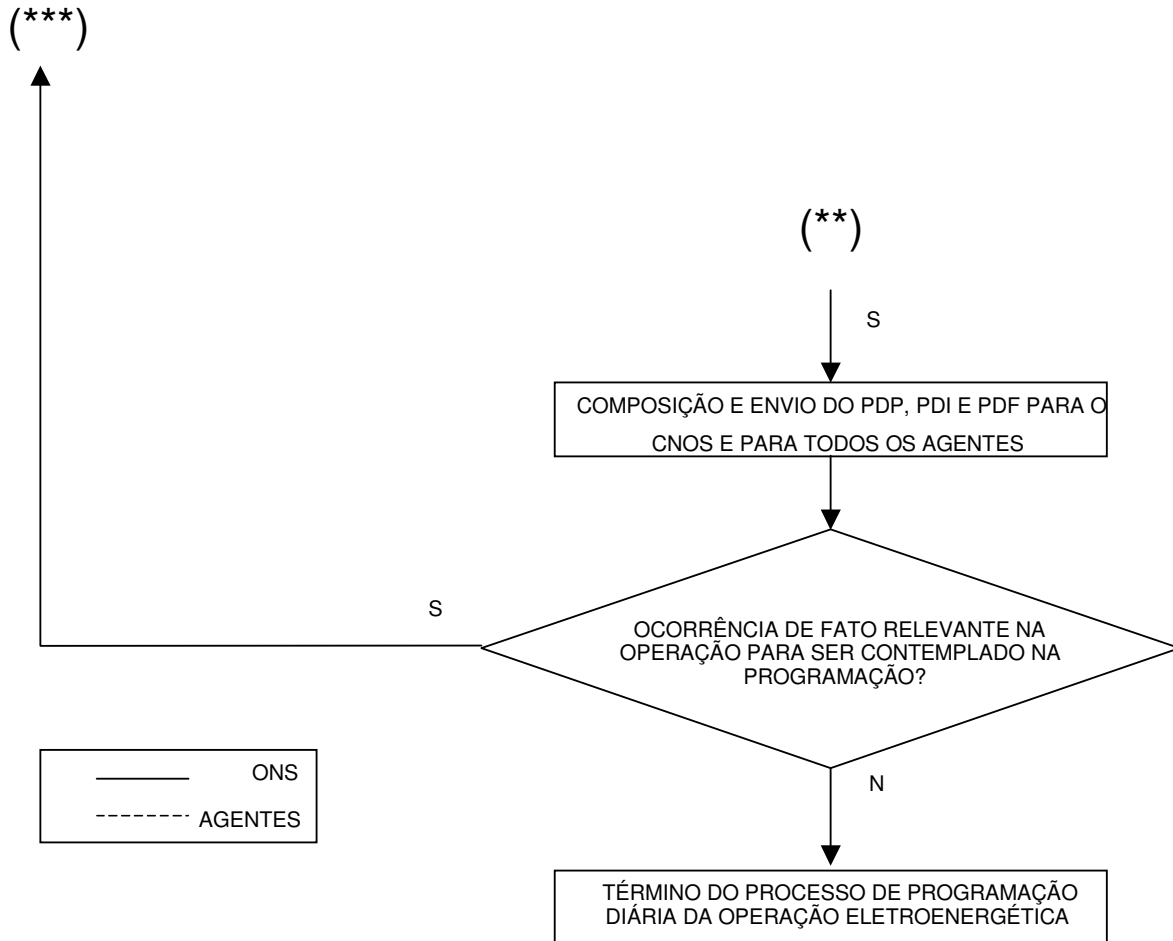 (***)
(**)
S
COMPOSIÇÃO E ENVIO DO PDP, PDI E PDF PARA O
CNOS E PARA TODOS OS AGENTES
S
OCORRÊNCIA DE FATO RELEVANTE NA
OPERAÇÃO PARA SER CONTEMPLADO NA
PROGRAMAÇÃO?
ONS
AGENTES
N
TÉRMINO DO PROCESSO DE PROGRAMAÇÃO
DIÁRIA DA OPERAÇÃO ELETROENERGÉTICA